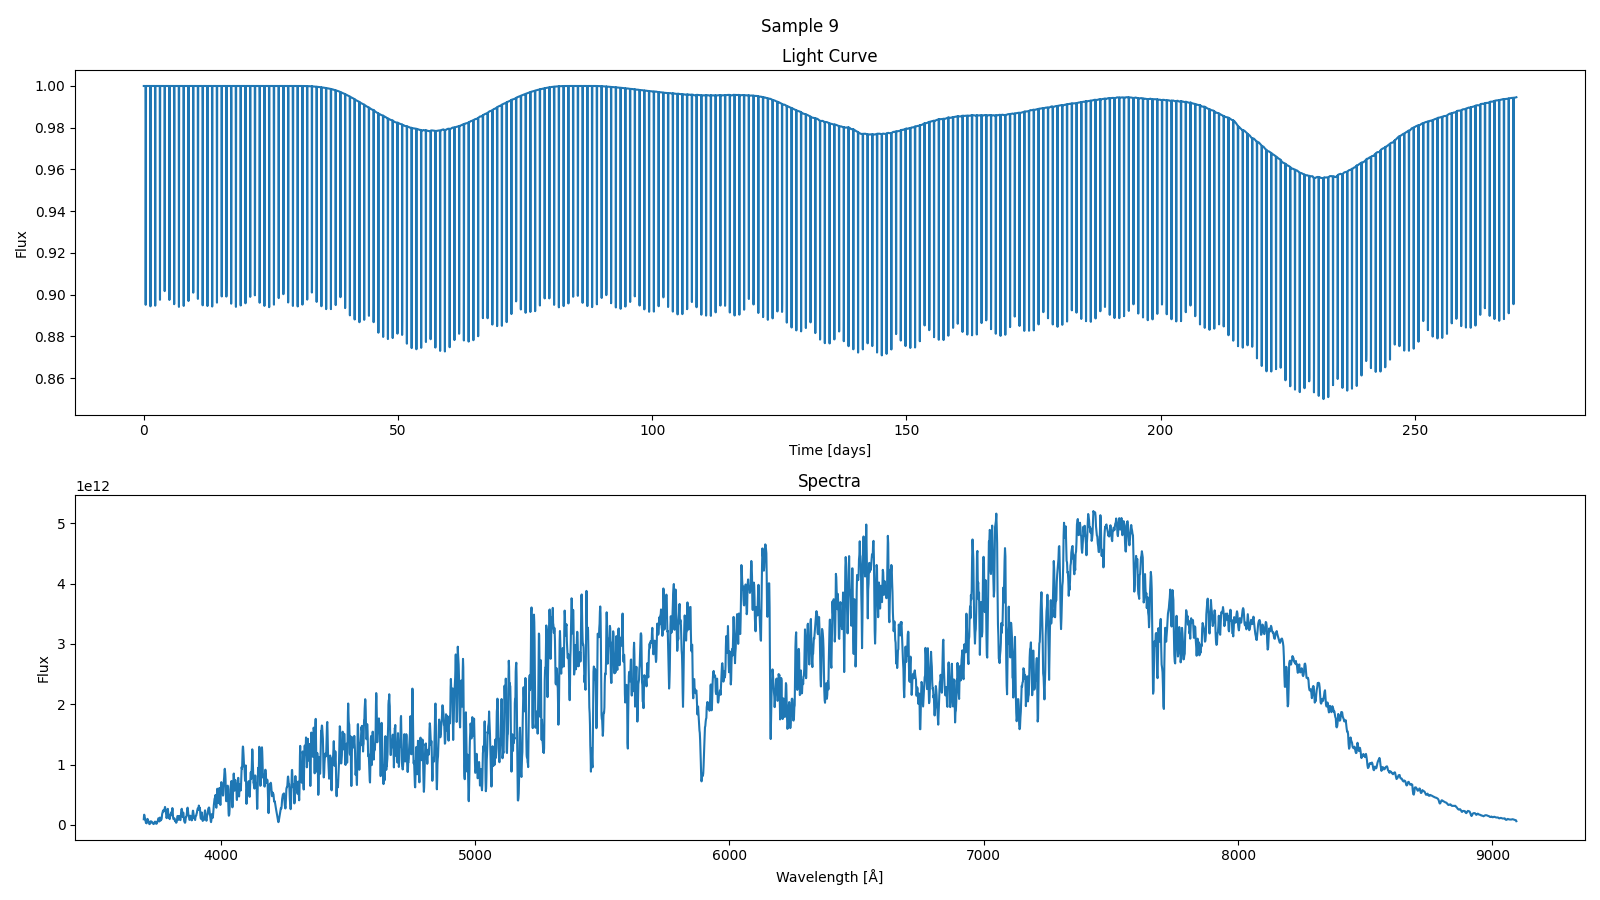 Sample 9
Light Curve
1.00
0.98
0.96
0.94
0.92
0.90
0.88
0.86
Flux
0 50 100 150 200 250
Time [days]
Spectra
1e12
5
4
3
2
1
0
Flux
4000 5000 6000 7000 8000 9000
Wavelength [Å]